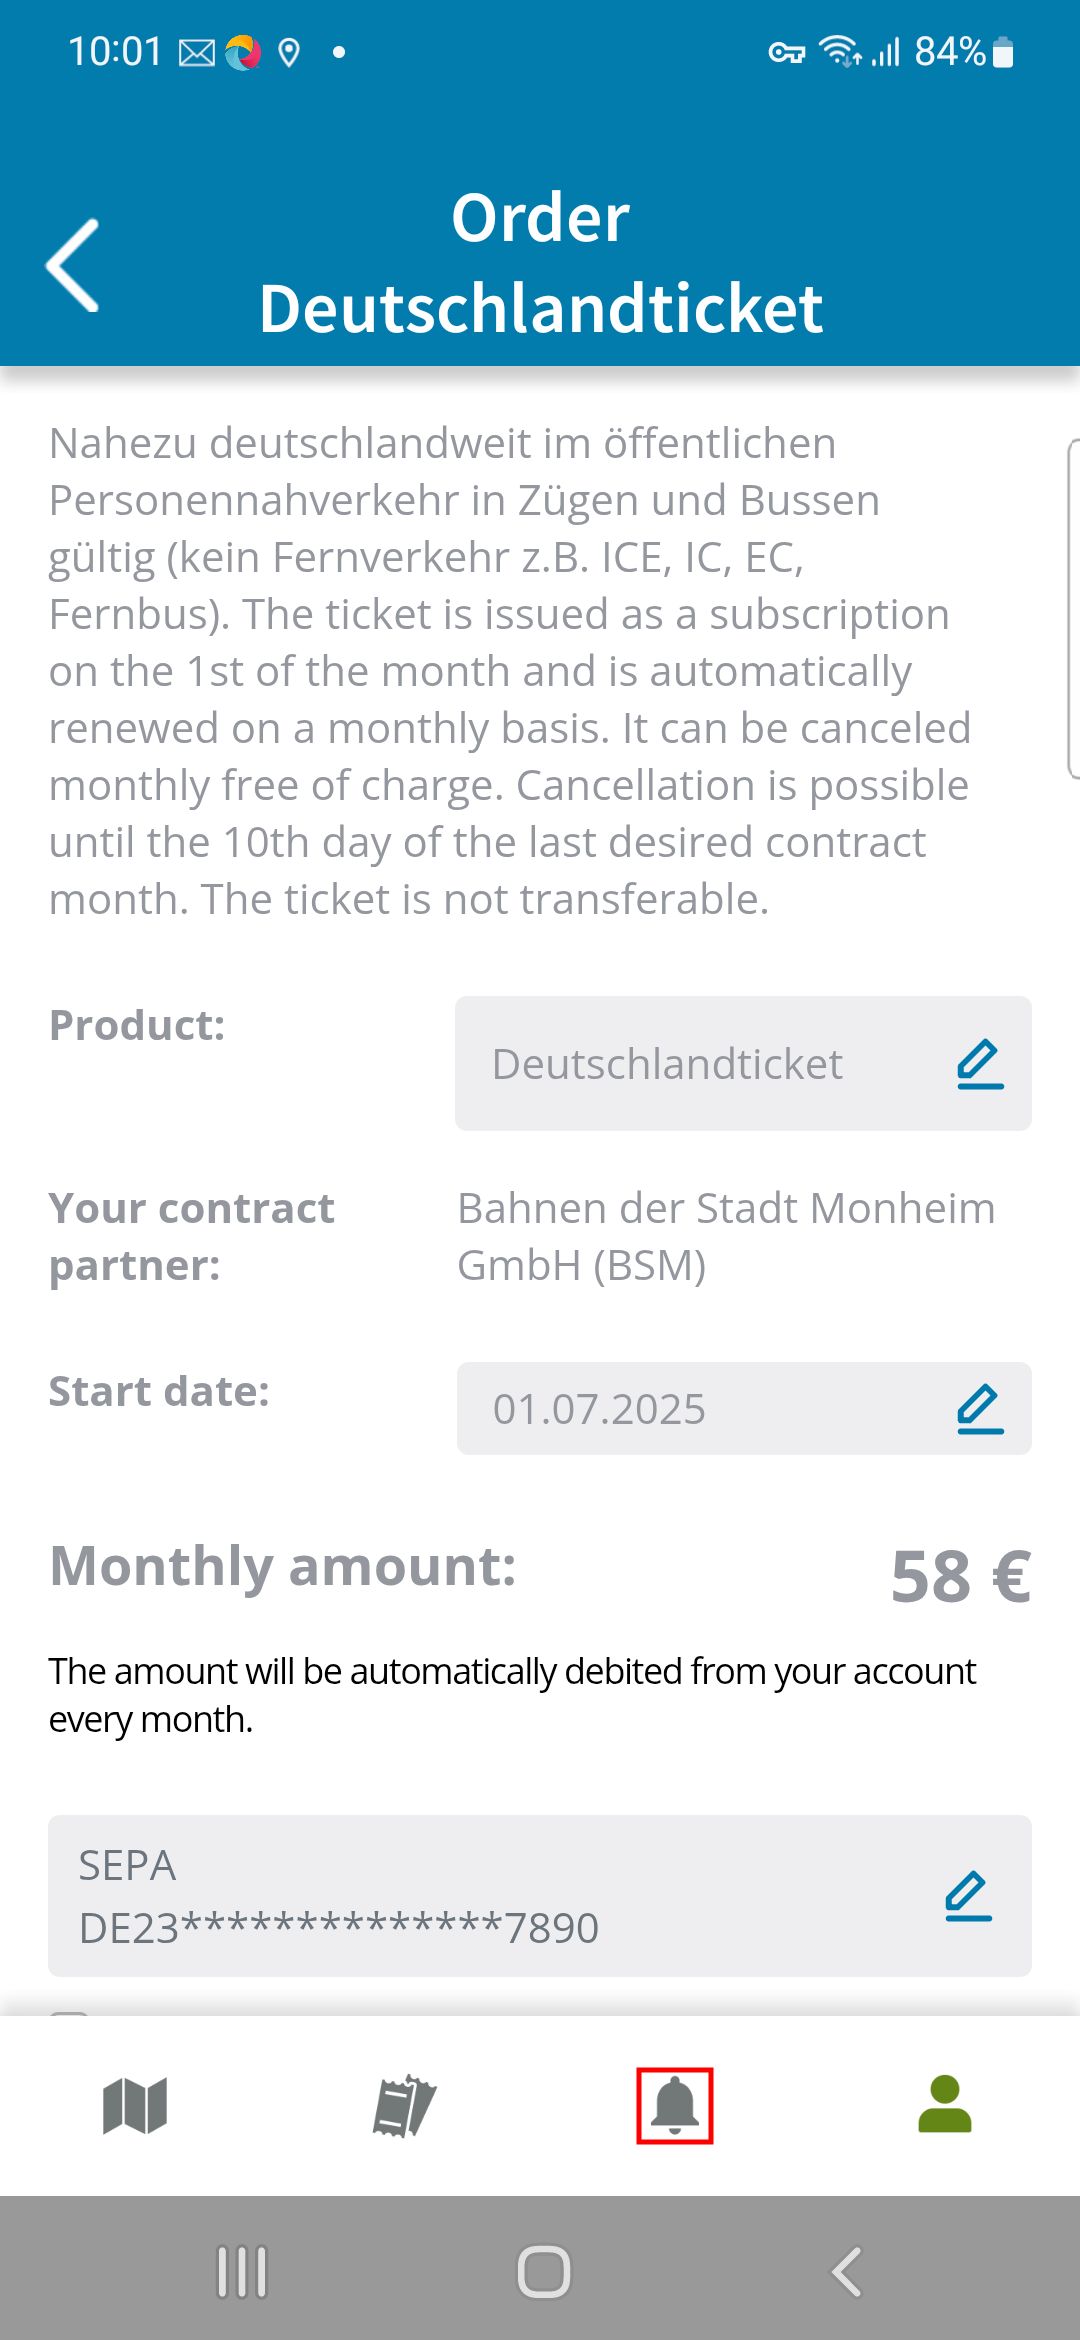 10:01
84%
Order
Deutschlandticket
Nahezu deutschlandweit im öffentlichen
Personennahverkehr in Zügen und Bussen
gültig (kein Fernverkehr z.B. ICE, IC, EC,
Fernbus). The ticket is issued as a subscription
on the 1st of the month and is automatically
renewed on a monthly basis. It can be canceled
monthly free of charge. Cancellation is possible
until the 10th day of the last desired contract
month. The ticket is not transferable.
Product:
Deutschlandticket
Your contract
partner:
Bahnen der Stadt Monheim
GmbH (BSM)
Start date:
01.07.2025
Monthly amount:
58 €
The amount will be automatically debited from your account
every month.
SEPA
DE23**************7890